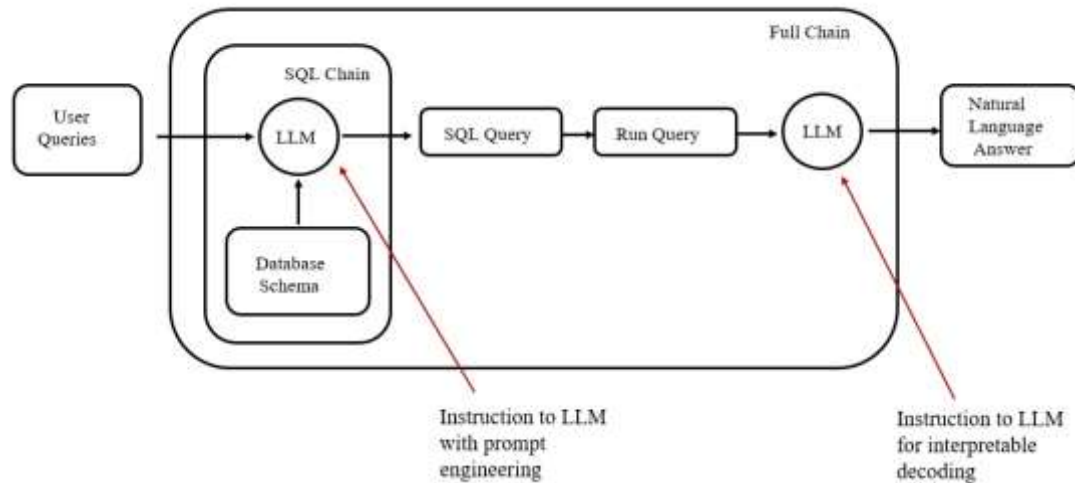 Full Chain
SQL Chain
User
Queries
LLM
SQL Query
Run Query
LLM
Natural
Language
Answer
Database
Schema
Instruction to LLM
with prompt
engineering
Instruction to LLM
for interpretable
decoding